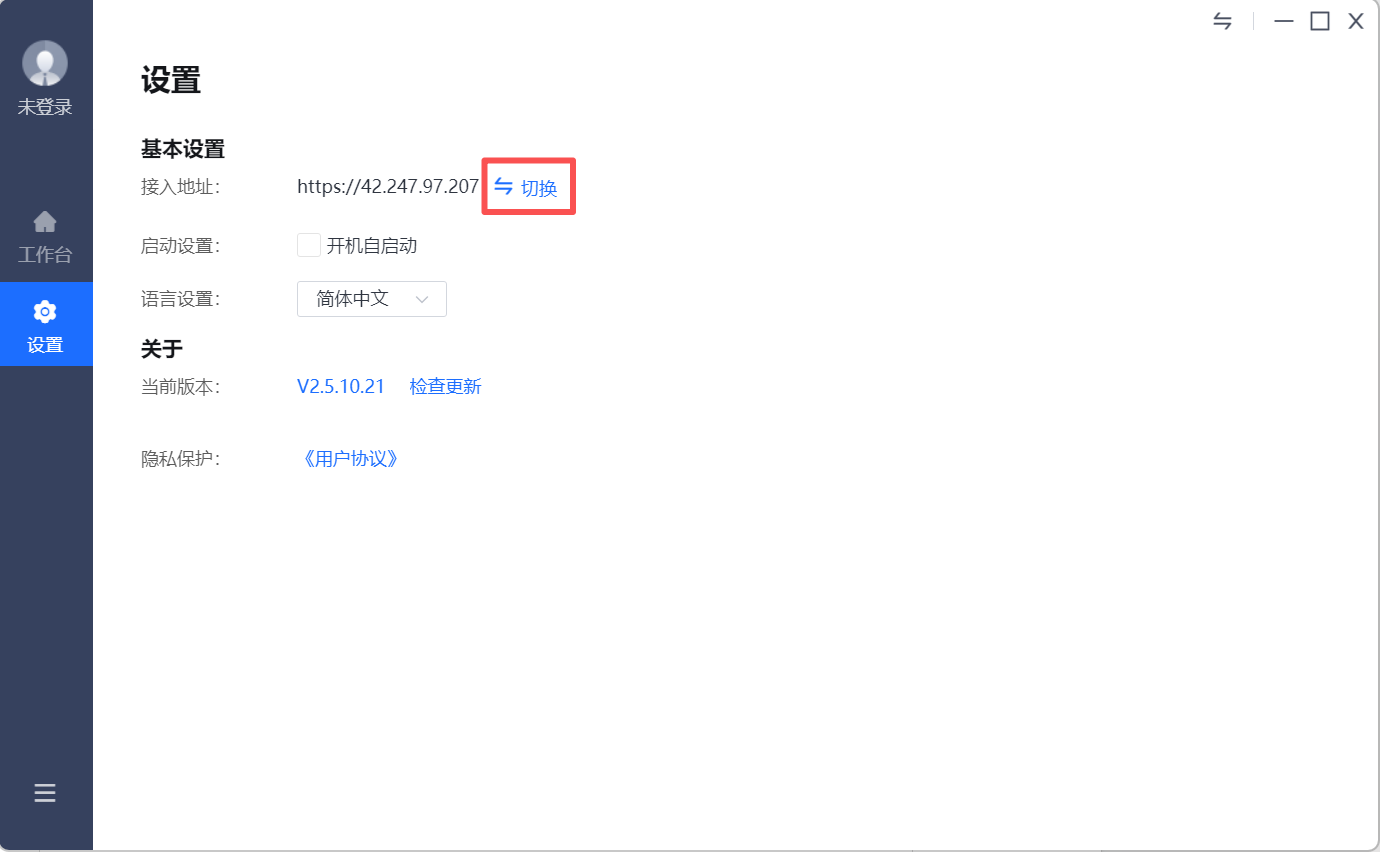 未登录
工作台
设置
设置
基本设置
接入地址： https://42.247.97.207 切换
启动设置： 开机自启动
语言设置： 简体中文
关于
当前版本： V2.5.10.21 检查更新
隐私保护： 《用户协议》